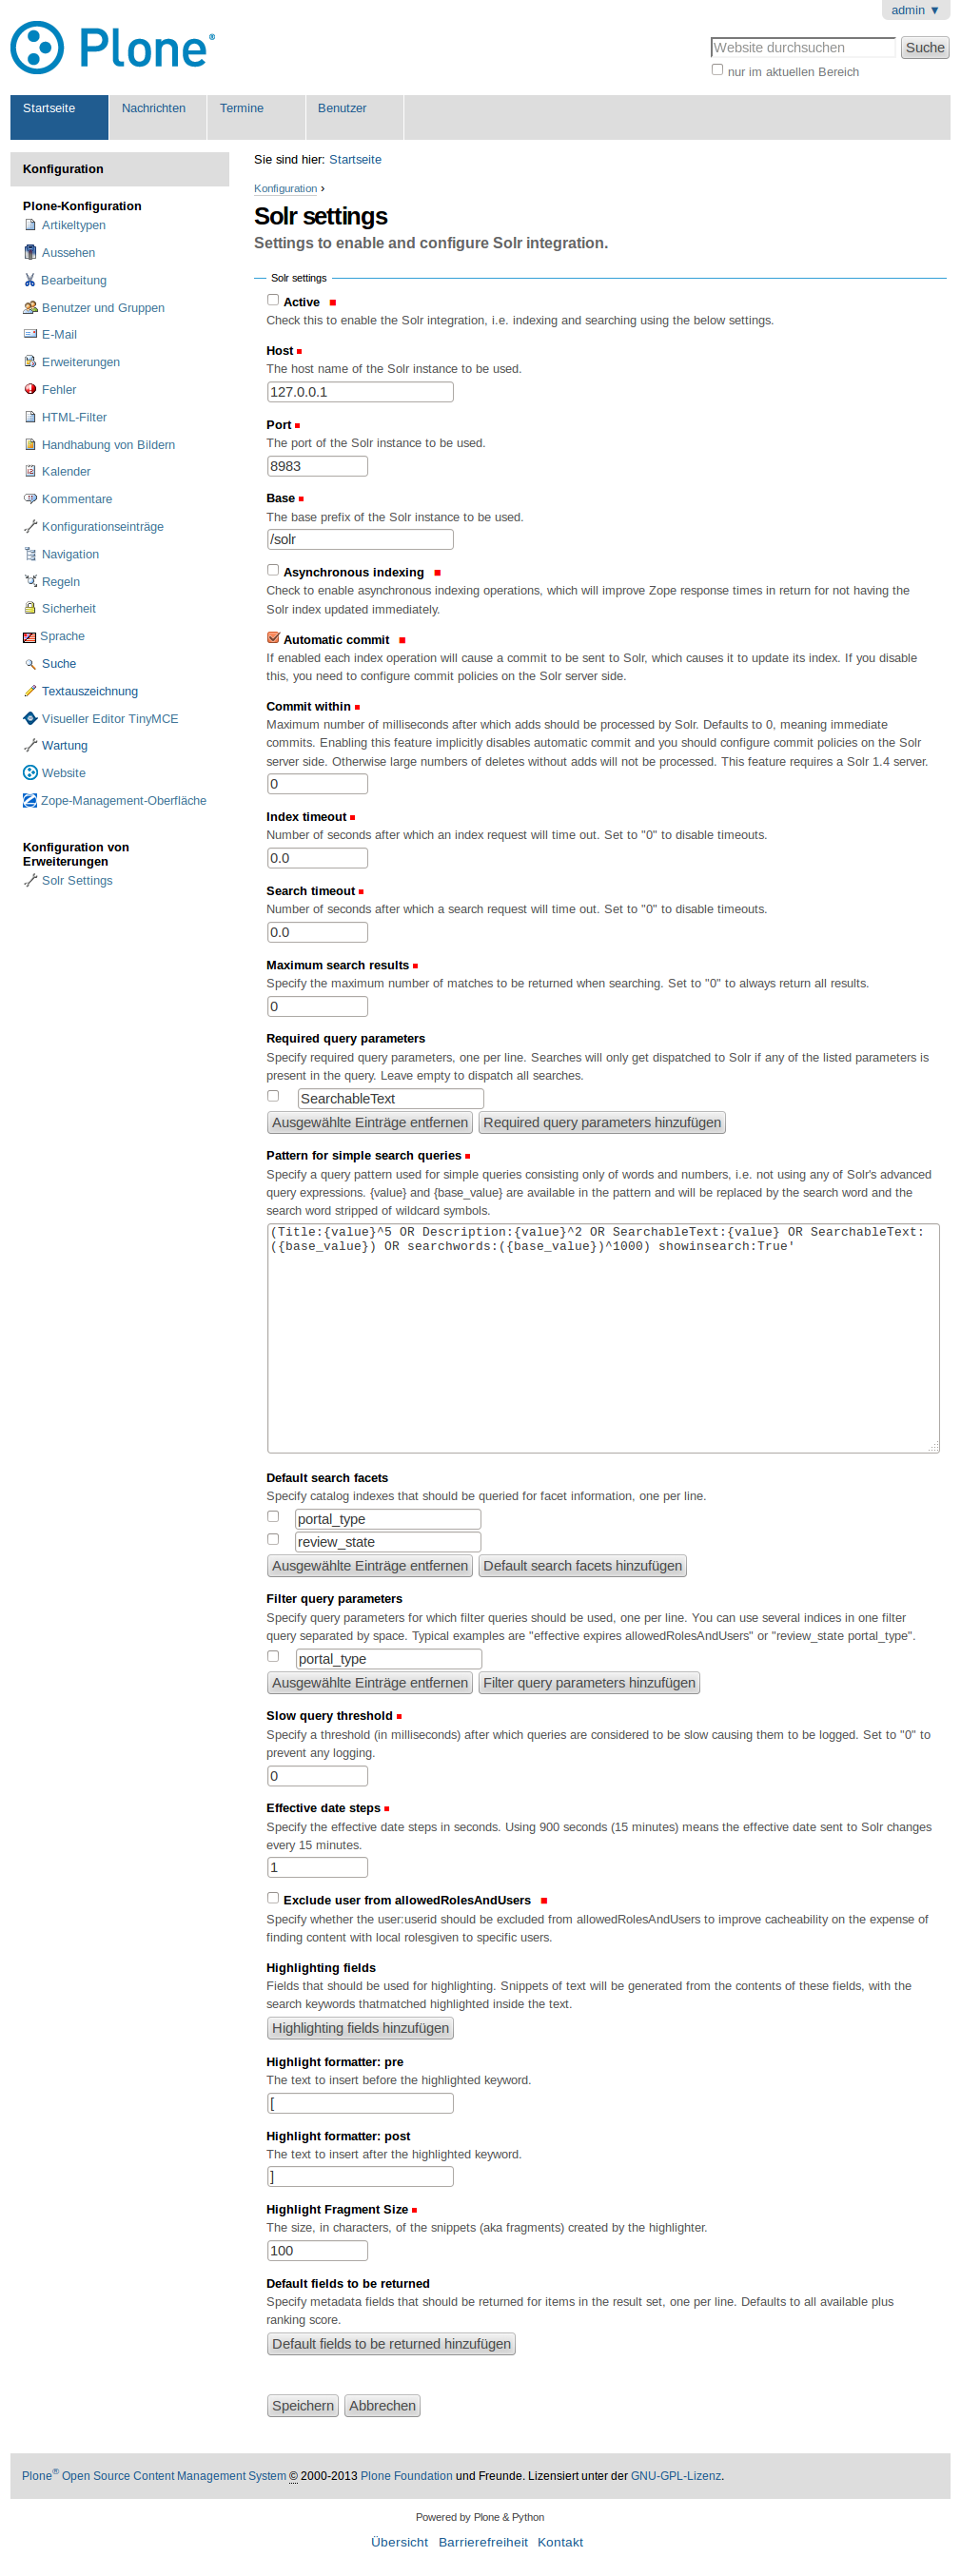 admin ▼
Plone®
Website durchsuchen Suche
nur im aktuellen Bereich
Startseite Nachrichten Termine Benutzer
Konfiguration
Plone-Konfiguration
Artikeltypen
Aussehen
Bearbeitung
Benutzer und Gruppen
E-Mail
Erweiterungen
Fehler
HTML-Filter
Handhabung von Bildern
Kalender
Kommentare
Konfigurationseinträge
Navigation
Regeln
Sicherheit
Sprache
Suche
Textauszeichnung
Visueller Editor TinyMCE
Wartung
Website
Zope-Management-Oberfläche
Konfiguration von
Erweiterungen
Solr Settings
Sie sind hier: Startseite
Konfiguration ›
Solr settings
Settings to enable and configure Solr integration.
Solr settings
Active
Check this to enable the Solr integration, i.e. indexing and searching using the below settings.
Host
The host name of the Solr instance to be used.
127.0.0.1
Port
The port of the Solr instance to be used.
8983
Base
The base prefix of the Solr instance to be used.
/solr
Asynchronous indexing
Check to enable asynchronous indexing operations, which will improve Zope response times in return for not having the
Solr index updated immediately.
Automatic commit
If enabled each index operation will cause a commit to be sent to Solr, which causes it to update its index. If you disable
this, you need to configure commit policies on the Solr server side.
Commit within
Maximum number of milliseconds after which adds should be processed by Solr. Defaults to 0, meaning immediate
commits. Enabling this feature implicitly disables automatic commit and you should configure commit policies on the Solr
server side. Otherwise large numbers of deletes without adds will not be processed. This feature requires a Solr 1.4 server.
0
Index timeout
Number of seconds after which an index request will time out. Set to "0" to disable timeouts.
0.0
Search timeout
Number of seconds after which a search request will time out. Set to "0" to disable timeouts.
0.0
Maximum search results
Specify the maximum number of matches to be returned when searching. Set to "0" to always return all results.
0
Required query parameters
Specify required query parameters, one per line. Searches will only get dispatched to Solr if any of the listed parameters is
present in the query. Leave empty to dispatch all searches.
SearchableText
Ausgewählte Einträge entfernen Required query parameters hinzufügen
Pattern for simple search queries
Specify a query pattern used for simple queries consisting only of words and numbers, i.e. not using any of Solr's advanced
query expressions. {value} and {base_value} are available in the pattern and will be replaced by the search word and the
search word stripped of wildcard symbols.
(Title:{value}^5 OR Description:{value}^2 OR SearchableText:{value} OR SearchableText:
({base_value}) OR searchwords:({base_value})^1000) showinsearch:True'
Default search facets
Specify catalog indexes that should be queried for facet information, one per line.
portal_type
review_state
Ausgewählte Einträge entfernen Default search facets hinzufügen
Filter query parameters
Specify query parameters for which filter queries should be used, one per line. You can use several indices in one filter
query separated by space. Typical examples are "effective expires allowedRolesAndUsers" or "review_state portal_type".
portal_type
Ausgewählte Einträge entfernen Filter query parameters hinzufügen
Slow query threshold
Specify a threshold (in milliseconds) after which queries are considered to be slow causing them to be logged. Set to "0" to
prevent any logging.
0
Effective date steps
Specify the effective date steps in seconds. Using 900 seconds (15 minutes) means the effective date sent to Solr changes
every 15 minutes.
1
Exclude user from allowedRolesAndUsers
Specify whether the user:userid should be excluded from allowedRolesAndUsers to improve cacheability on the expense of
finding content with local rolesgiven to specific users.
Highlighting fields
Fields that should be used for highlighting. Snippets of text will be generated from the contents of these fields, with the
search keywords thatmatched highlighted inside the text.
Highlighting fields hinzufügen
Highlight formatter: pre
The text to insert before the highlighted keyword.
[
Highlight formatter: post
The text to insert after the highlighted keyword.
]
Highlight Fragment Size
The size, in characters, of the snippets (aka fragments) created by the highlighter.
100
Default fields to be returned
Specify metadata fields that should be returned for items in the result set, one per line. Defaults to all available plus
ranking score.
Default fields to be returned hinzufügen
Speichern Abbrechen
Plone® Open Source Content Management System © 2000-2013 Plone Foundation und Freunde. Lizensiert unter der GNU-GPL-Lizenz.
Powered by Plone & Python
Übersicht Barrierefreiheit Kontakt